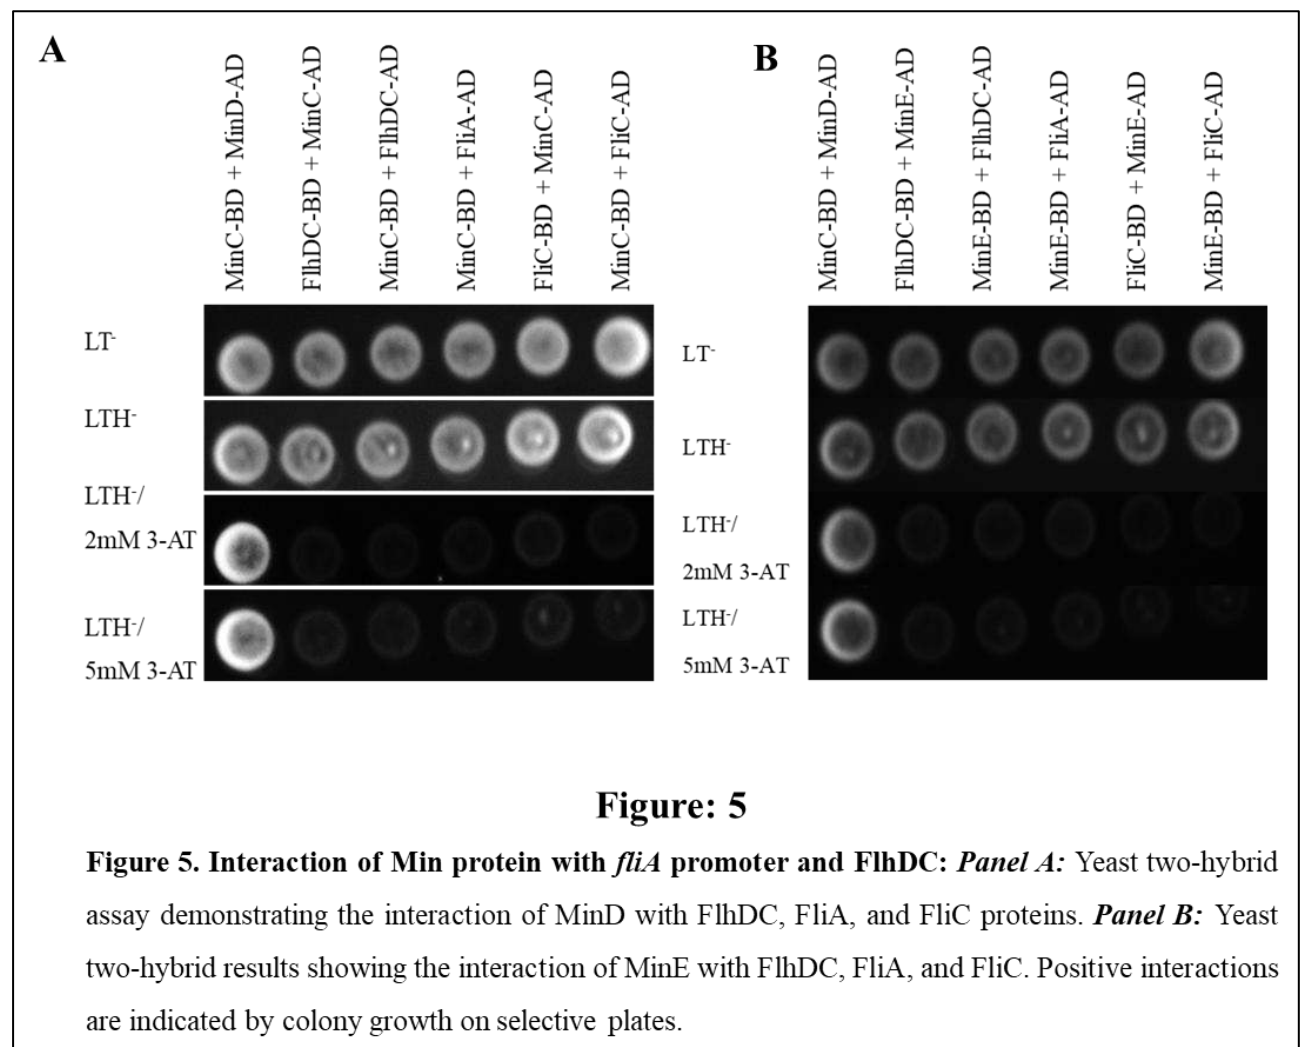 A
B
MinC-BD + MinD-AD
FlhDC-BD + MinC-AD
MinC-BD + FlhDC-AD
MinC-BD + FliA-AD
FliC-BD + MinC-AD
MinC-BD + FliC-AD
MinC-BD + MinD-AD
FlhDC-BD + MinE-AD
MinE-BD + FlhDC-AD
MinE-BD + FliA-AD
FliC-BD + MinE-AD
MinE-BD + FliC-AD
LT⁻
LTH⁻
LTH⁻/
2mM 3-AT
LTH⁻/
5mM 3-AT
LT⁻
LTH⁻
LTH⁻/
2mM 3-AT
LTH⁻/
5mM 3-AT
Figure: 5
Figure 5. Interaction of Min protein with fliA promoter and FlhDC: Panel A: Yeast two-hybrid
assay demonstrating the interaction of MinD with FlhDC, FliA, and FliC proteins. Panel B: Yeast
two-hybrid results showing the interaction of MinE with FlhDC, FliA, and FliC. Positive interactions
are indicated by colony growth on selective plates.